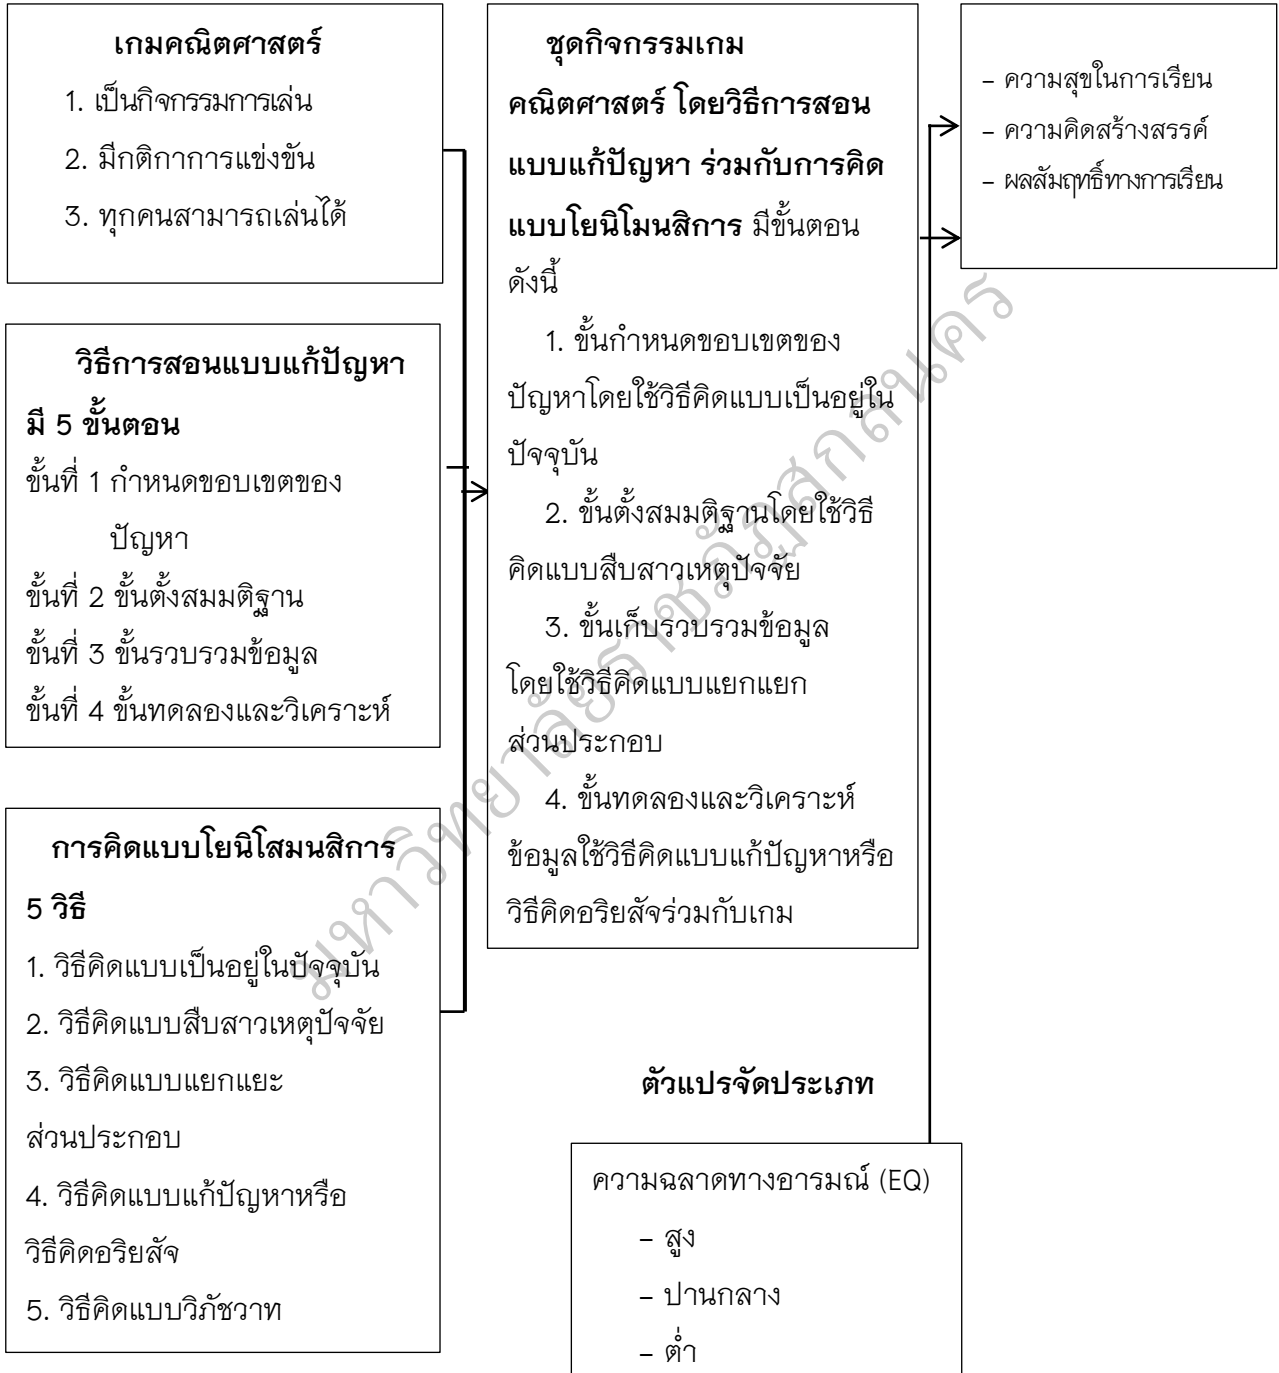 เกมคณิตศาสตร์
1. เป็นกิจกรรมการเล่น
2. มีกติกาการแข่งขัน
3. ทุกคนสามารถเล่นได้
วิธีการสอนแบบแก้ปัญหา
มี 5 ขั้นตอน
ขั้นที่ 1 กำหนดขอบเขตของ
ปัญหา
ขั้นที่ 2 ขั้นตั้งสมมติฐาน
ขั้นที่ 3 ขั้นรวบรวมข้อมูล
ขั้นที่ 4 ขั้นทดลองและวิเคราะห์
การคิดแบบโยนิโสมนสิการ
5 วิธี
1. วิธีคิดแบบเป็นอยู่ในปัจจุบัน
2. วิธีคิดแบบสืบสาวเหตุปัจจัย
3. วิธีคิดแบบแยกแยะ
ส่วนประกอบ
4. วิธีคิดแบบแก้ปัญหาหรือ
วิธีคิดอริยสัจ
5. วิธีคิดแบบวิภัชวาท
ชุดกิจกรรมเกม
คณิตศาสตร์ โดยวิธีการสอน
แบบแก้ปัญหา ร่วมกับการคิด
แบบโยนิโมนสิการ มีขั้นตอน
ดังนี้
1. ขั้นกำหนดขอบเขตของ
ปัญหาโดยใช้วิธีคิดแบบเป็นอยู่ใน
ปัจจุบัน
2. ขั้นตั้งสมมติฐานโดยใช้วิธี
คิดแบบสืบสาวเหตุปัจจัย
3. ขั้นเก็บรวบรวมข้อมูล
โดยใช้วิธีคิดแบบแยกแยก
ส่วนประกอบ
4. ขั้นทดลองและวิเคราะห์
ข้อมูลใช้วิธีคิดแบบแก้ปัญหาหรือ
วิธีคิดอริยสัจร่วมกับเกม
– ความสุขในการเรียน
– ความคิดสร้างสรรค์
– ผลสัมฤทธิ์ทางการเรียน
ตัวแปรจัดประเภท
ความฉลาดทางอารมณ์ (EQ)
– สูง
– ปานกลาง
– ต่ำ
มหาวิทยาลัยราชภัฏสกลนคร